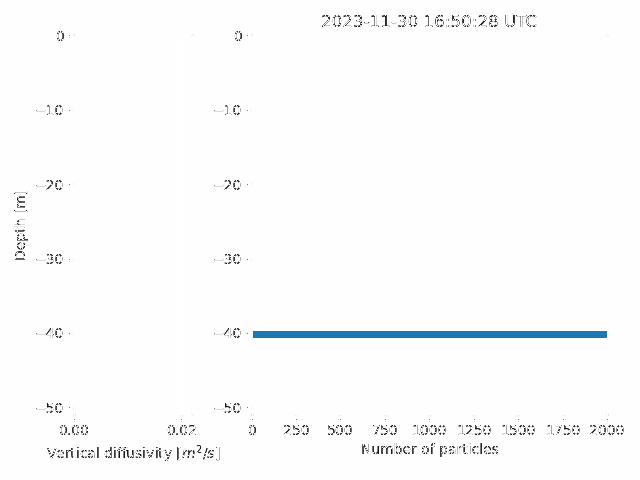 2023-11-30 16:50:28 UTC
0
−10
−20
−30
−40
−50
Depth [m]
0.00 0.02
Vertical diffusivity [m²/s]
0
−10
−20
−30
−40
−50
0 250 500 750 1000 1250 1500 1750 2000
Number of particles